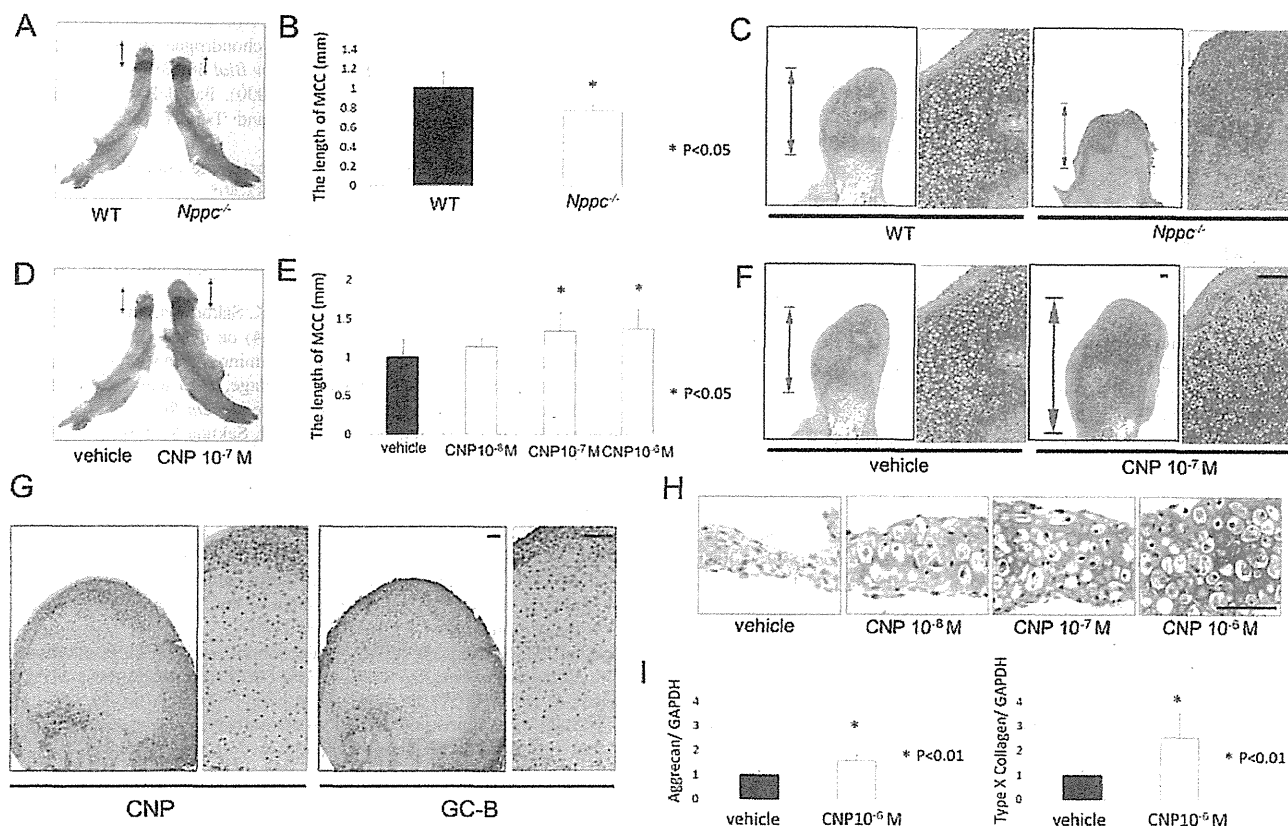 A
WT
Nppc-/-
B
The length of MCC (mm)
1.4
1.2
1
0.8
0.6
0.4
0.2
0
*
WT
Nppc-/-
* P<0.05
C
WT
Nppc-/-
D
vehicle
CNP 10-7 M
E
The length of MCC (mm)
2
1.5
1
0.5
0
*
*
vehicle
CNP10-8M
CNP10-7M
CNP10-6M
* P<0.05
F
vehicle
CNP 10-7 M
G
CNP
GC-B
H
vehicle
CNP 10-8 M
CNP 10-7 M
CNP 10-6 M
I
Aggrecan/ GAPDH
4
3
2
1
0
*
* P<0.01
vehicle
CNP10-6 M
Type X Collagen/ GAPDH
4
3
2
1
0
*
* P<0.01
vehicle
CNP10-6 M